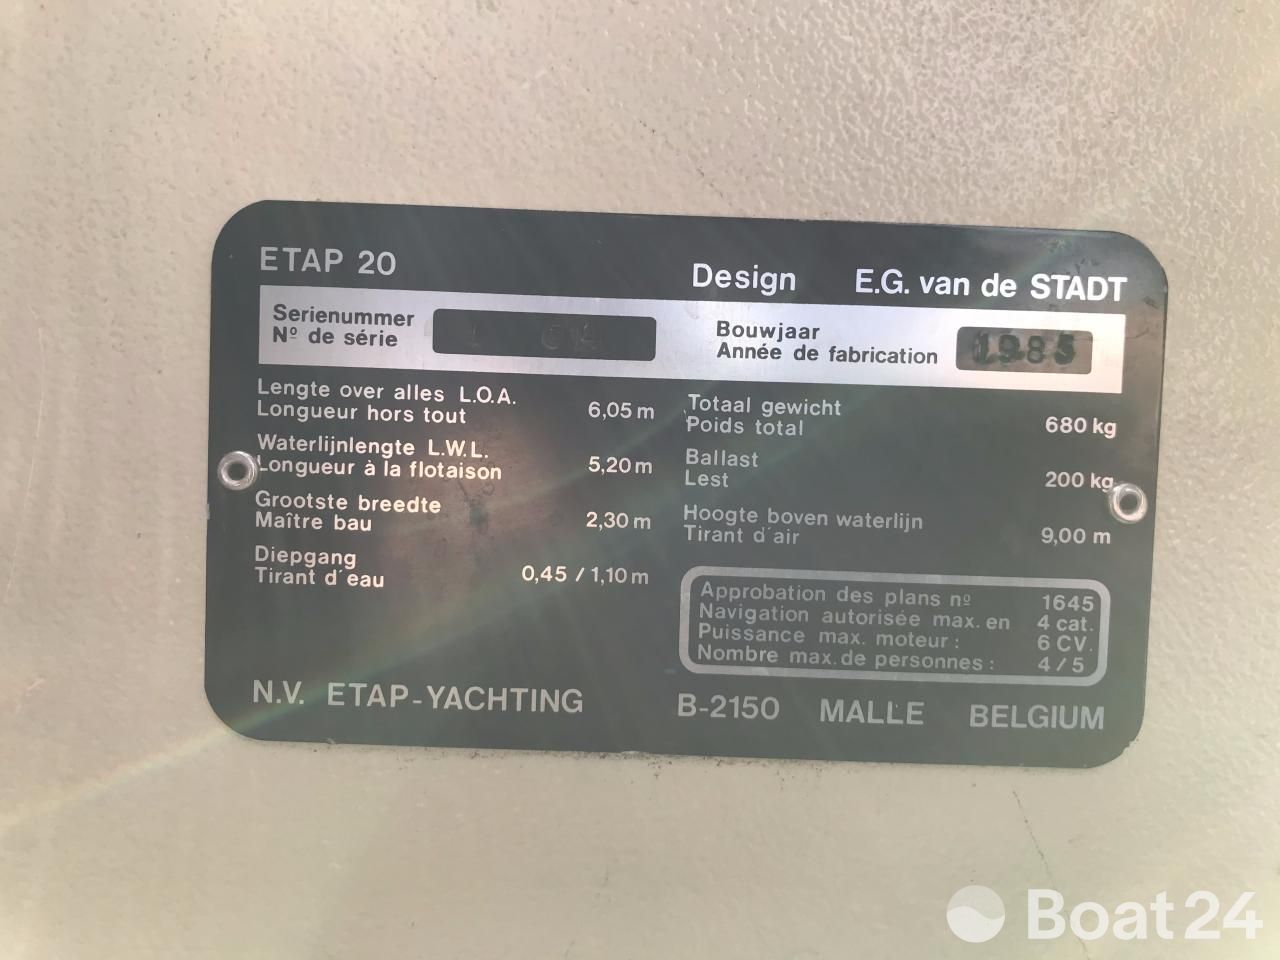 ETAP 20
Design E.G. van de STADT
Serienummer
Nº de série
Bouwjaar
Année de fabrication
1985
Lengte over alles L.O.A.
Longueur hors tout
6,05 m
Waterlijnlengte L.W.L.
Longueur à la flotaison
5,20 m
Grootste breedte
Maître bau
2,30 m
Diepgang
Tirant d'eau
0,45 / 1,10 m
Totaal gewicht
Poids total
680 kg
Ballast
Lest
200 kg
Hoogte boven waterlijn
Tirant d'air
9,00 m
Approbation des plans nº 1645
Navigation autorisée max. en 4 cat.
Puissance max. moteur : 6 CV.
Nombre max. de personnes : 4 / 5
N.V. ETAP-YACHTING B-2150 MALLE BELGIUM
Boat24